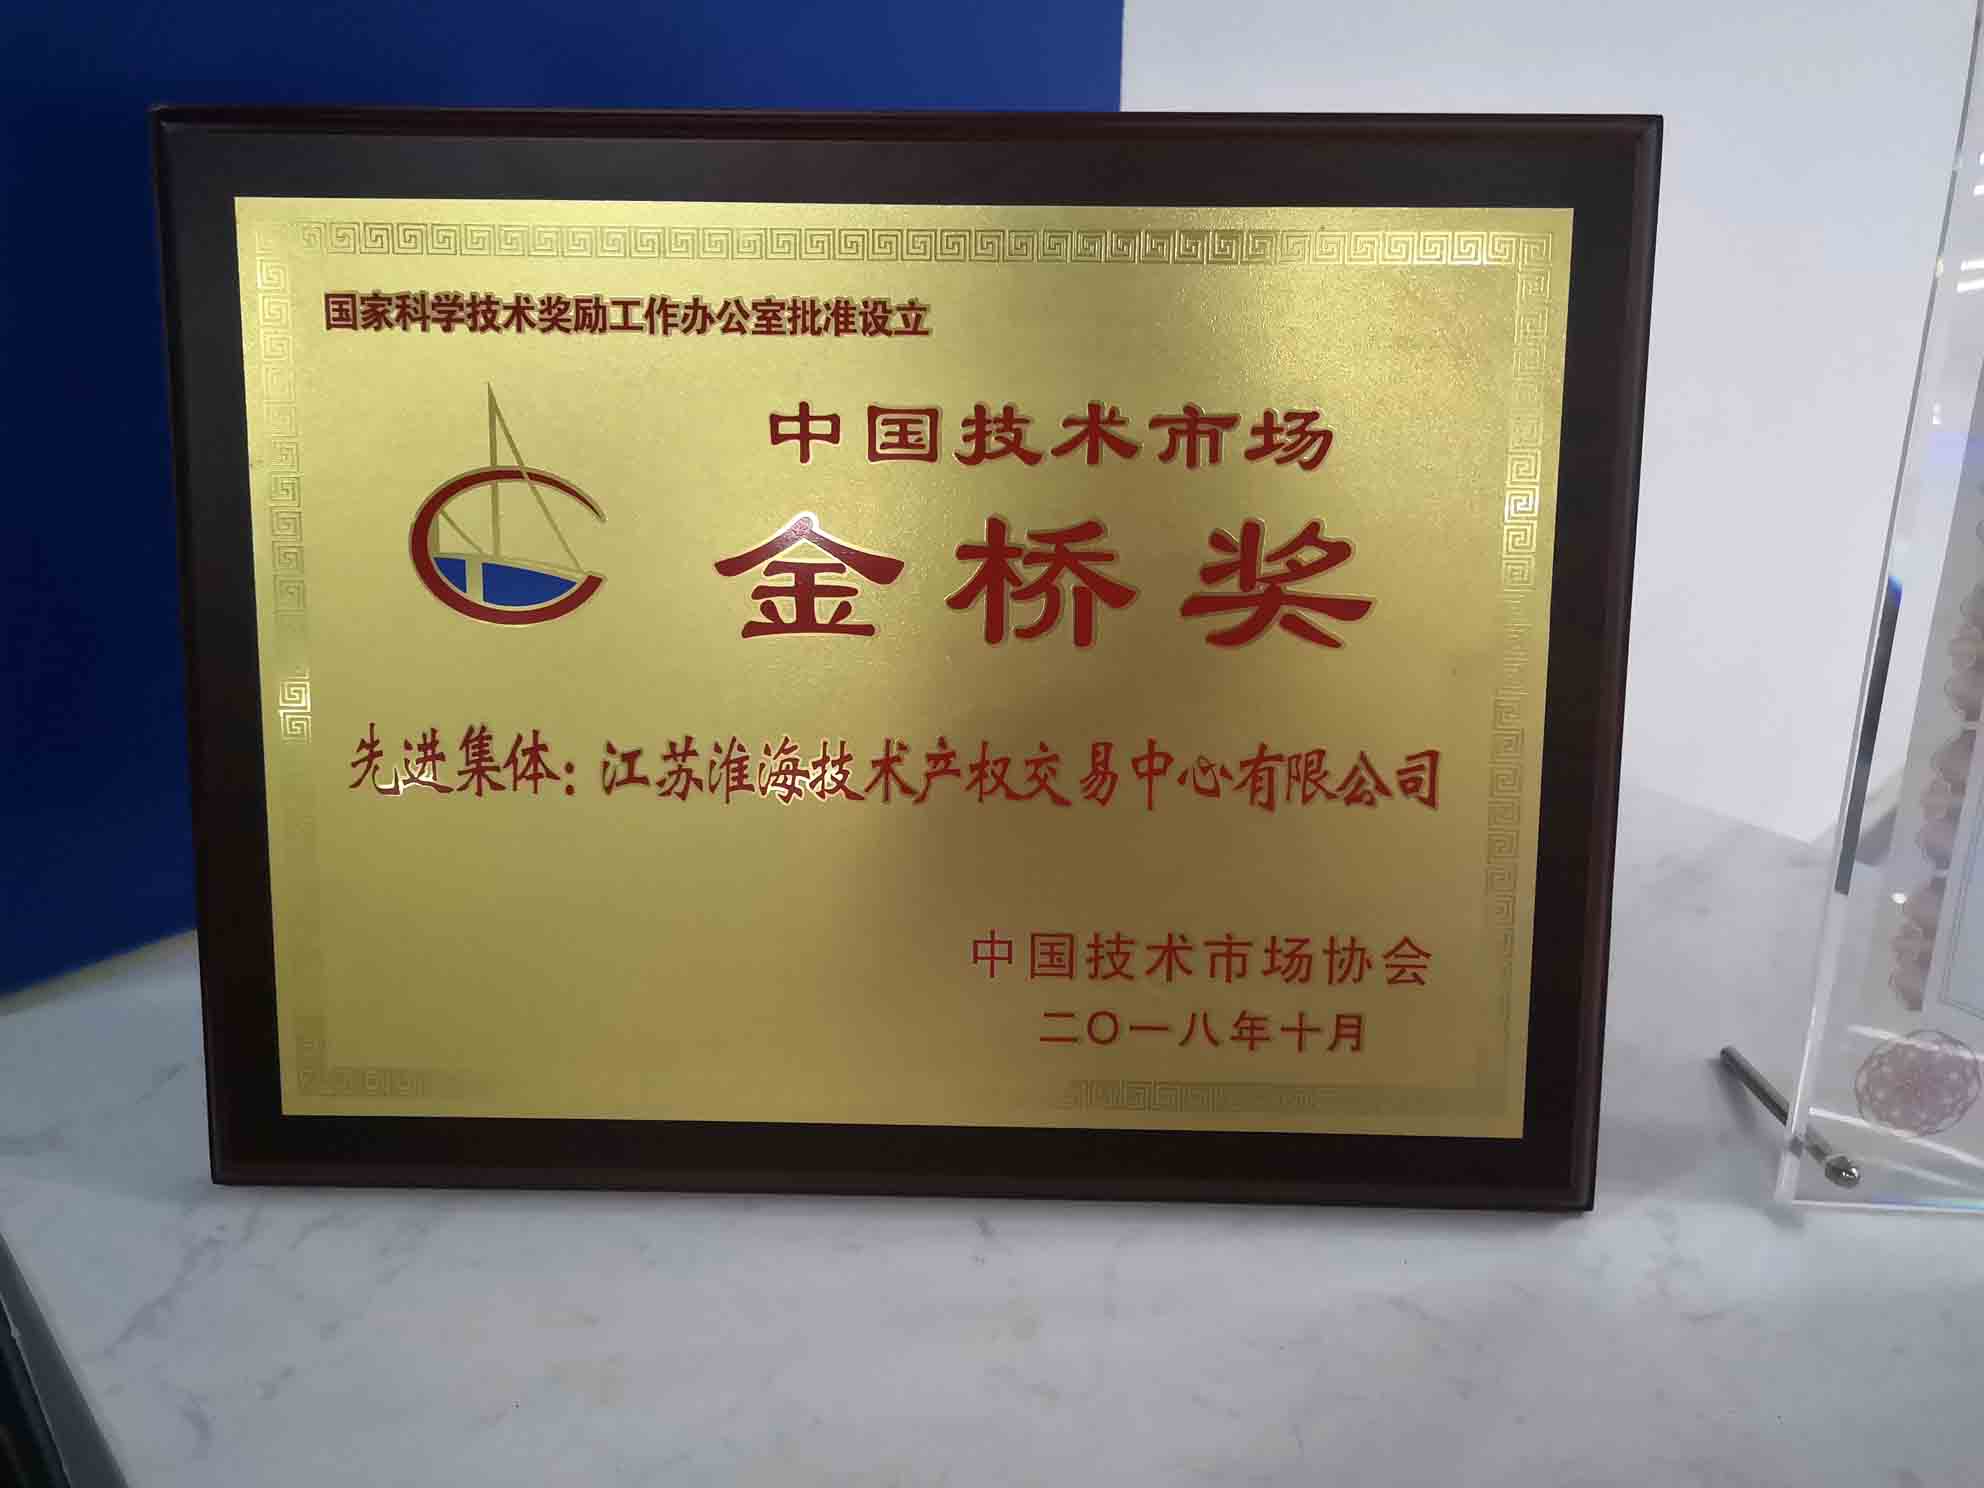 国家科学技术奖励工作办公室批准设立
中国技术市场
金桥奖
先进集体：江苏淮海技术产权交易中心有限公司
中国技术市场协会
二〇一八年十月